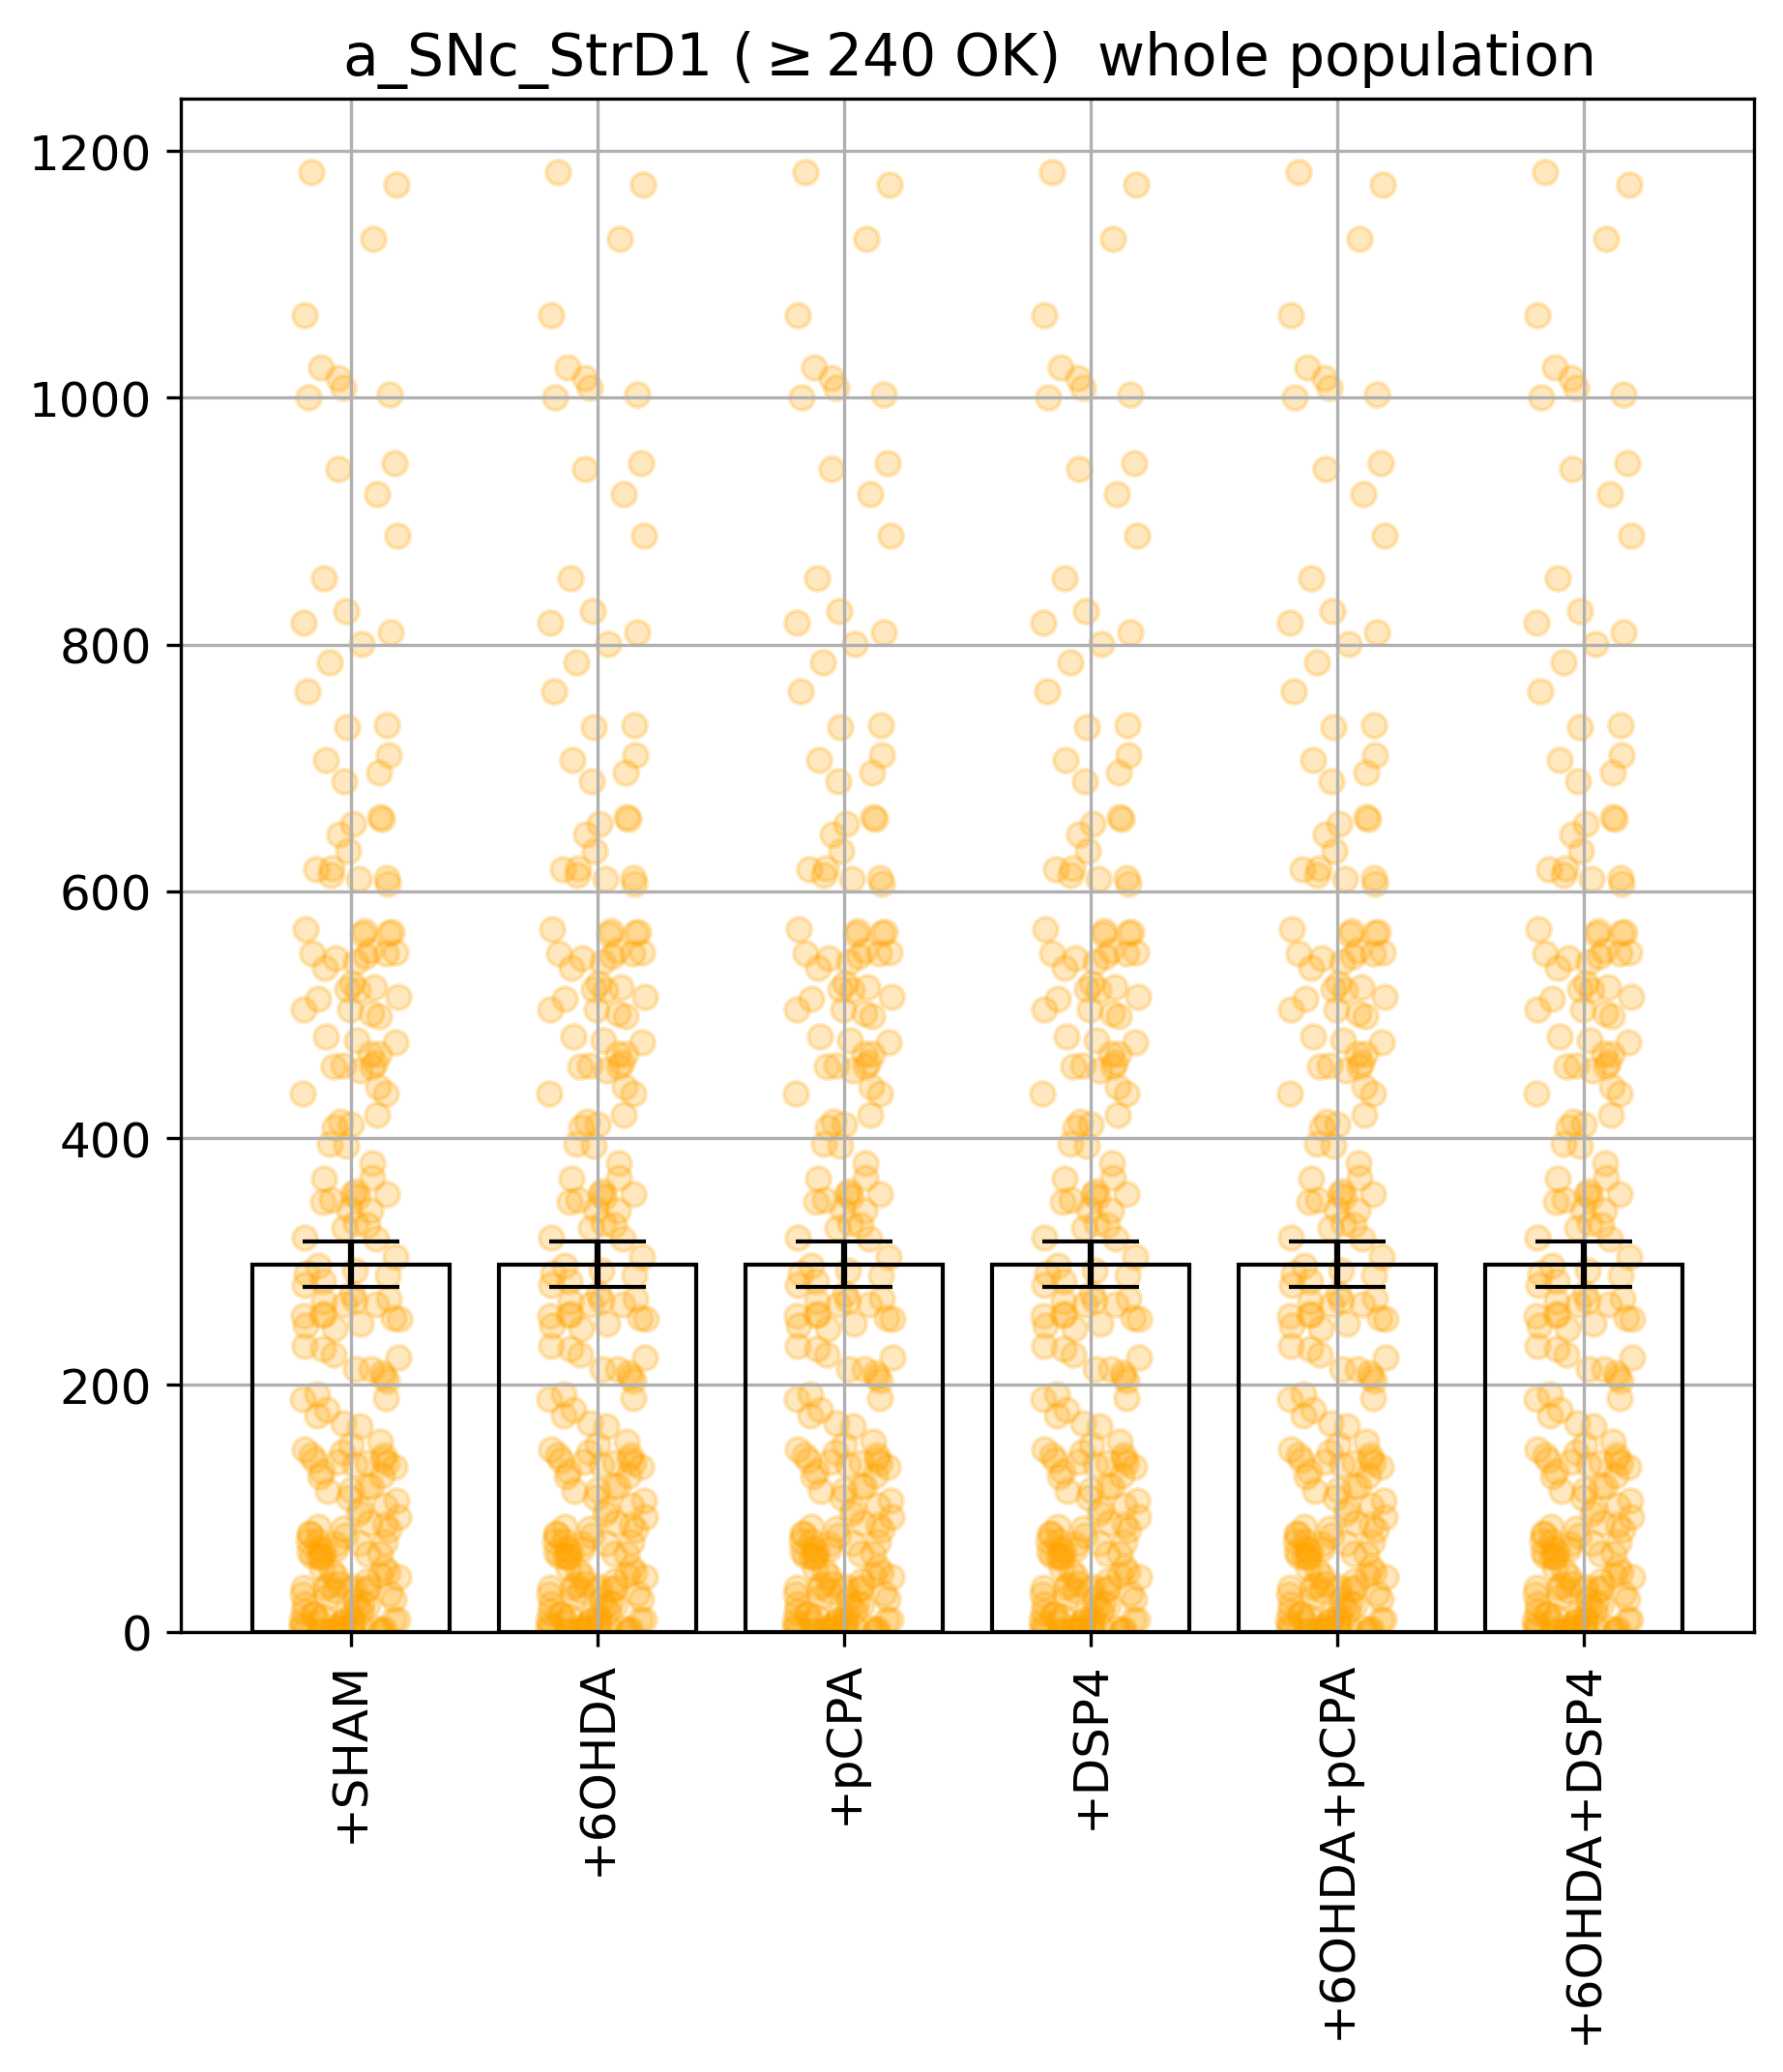 a_SNc_StrD1 (≥240 OK)  whole population
1200
1000
800
600
400
200
0
+SHAM
+6OHDA
+pCPA
+DSP4
+6OHDA+pCPA
+6OHDA+DSP4